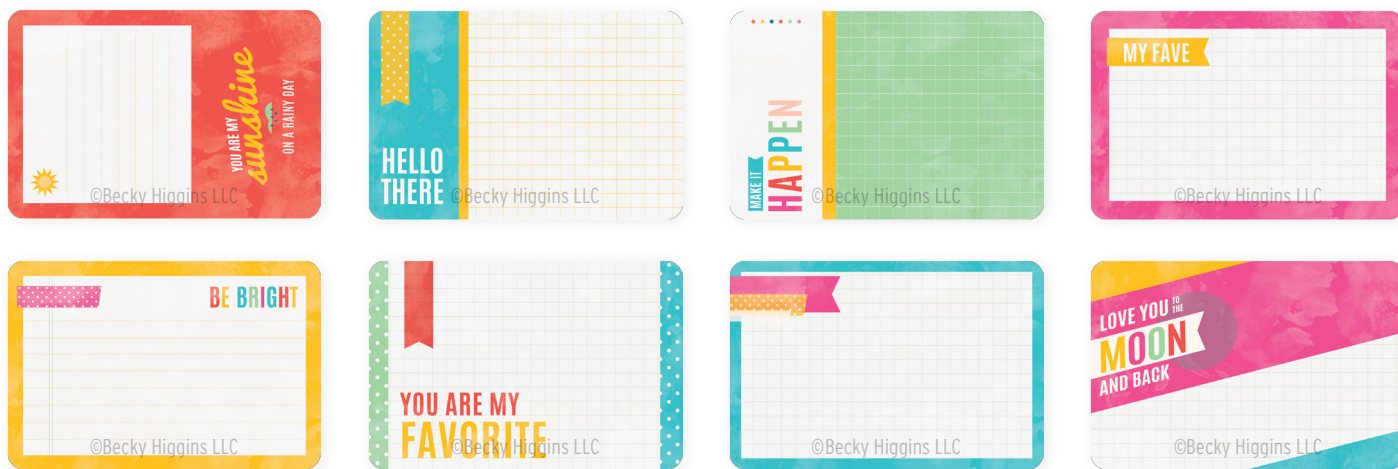 YOU ARE MY
sunshine
ON A RAINY DAY
©Becky Higgins LLC
HELLO
THERE
©Becky Higgins LLC
MAKE IT
HAPPEN
©Becky Higgins LLC
MY FAVE
©Becky Higgins LLC
BE BRIGHT
©Becky Higgins LLC
YOU ARE MY
FAVORITE
©Becky Higgins LLC
©Becky Higgins LLC
LOVE YOU TO THE
MOON
AND BACK
©Becky Higgins LLC